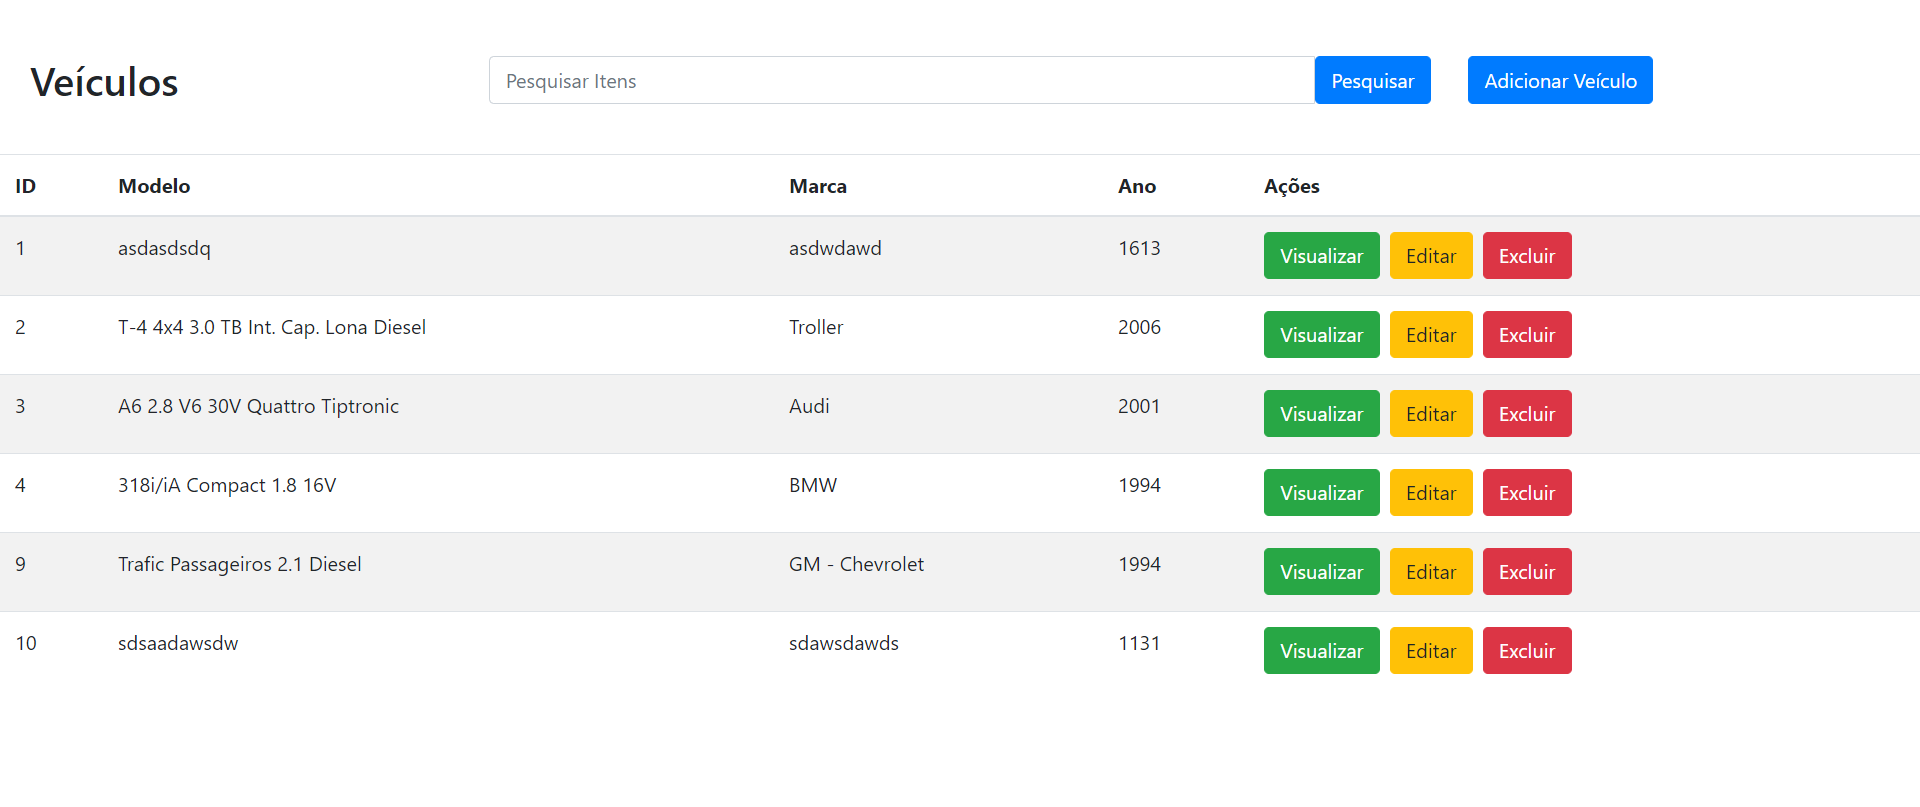 Veículos Pesquisar Itens Pesquisar Adicionar Veículo
ID Modelo Marca Ano Ações
1 asdasdsdq asdwdawd 1613 Visualizar Editar Excluir
2 T-4 4x4 3.0 TB Int. Cap. Lona Diesel Troller 2006 Visualizar Editar Excluir
3 A6 2.8 V6 30V Quattro Tiptronic Audi 2001 Visualizar Editar Excluir
4 318i/iA Compact 1.8 16V BMW 1994 Visualizar Editar Excluir
9 Trafic Passageiros 2.1 Diesel GM - Chevrolet 1994 Visualizar Editar Excluir
10 sdsaadawsdw sdawsdawds 1131 Visualizar Editar Excluir